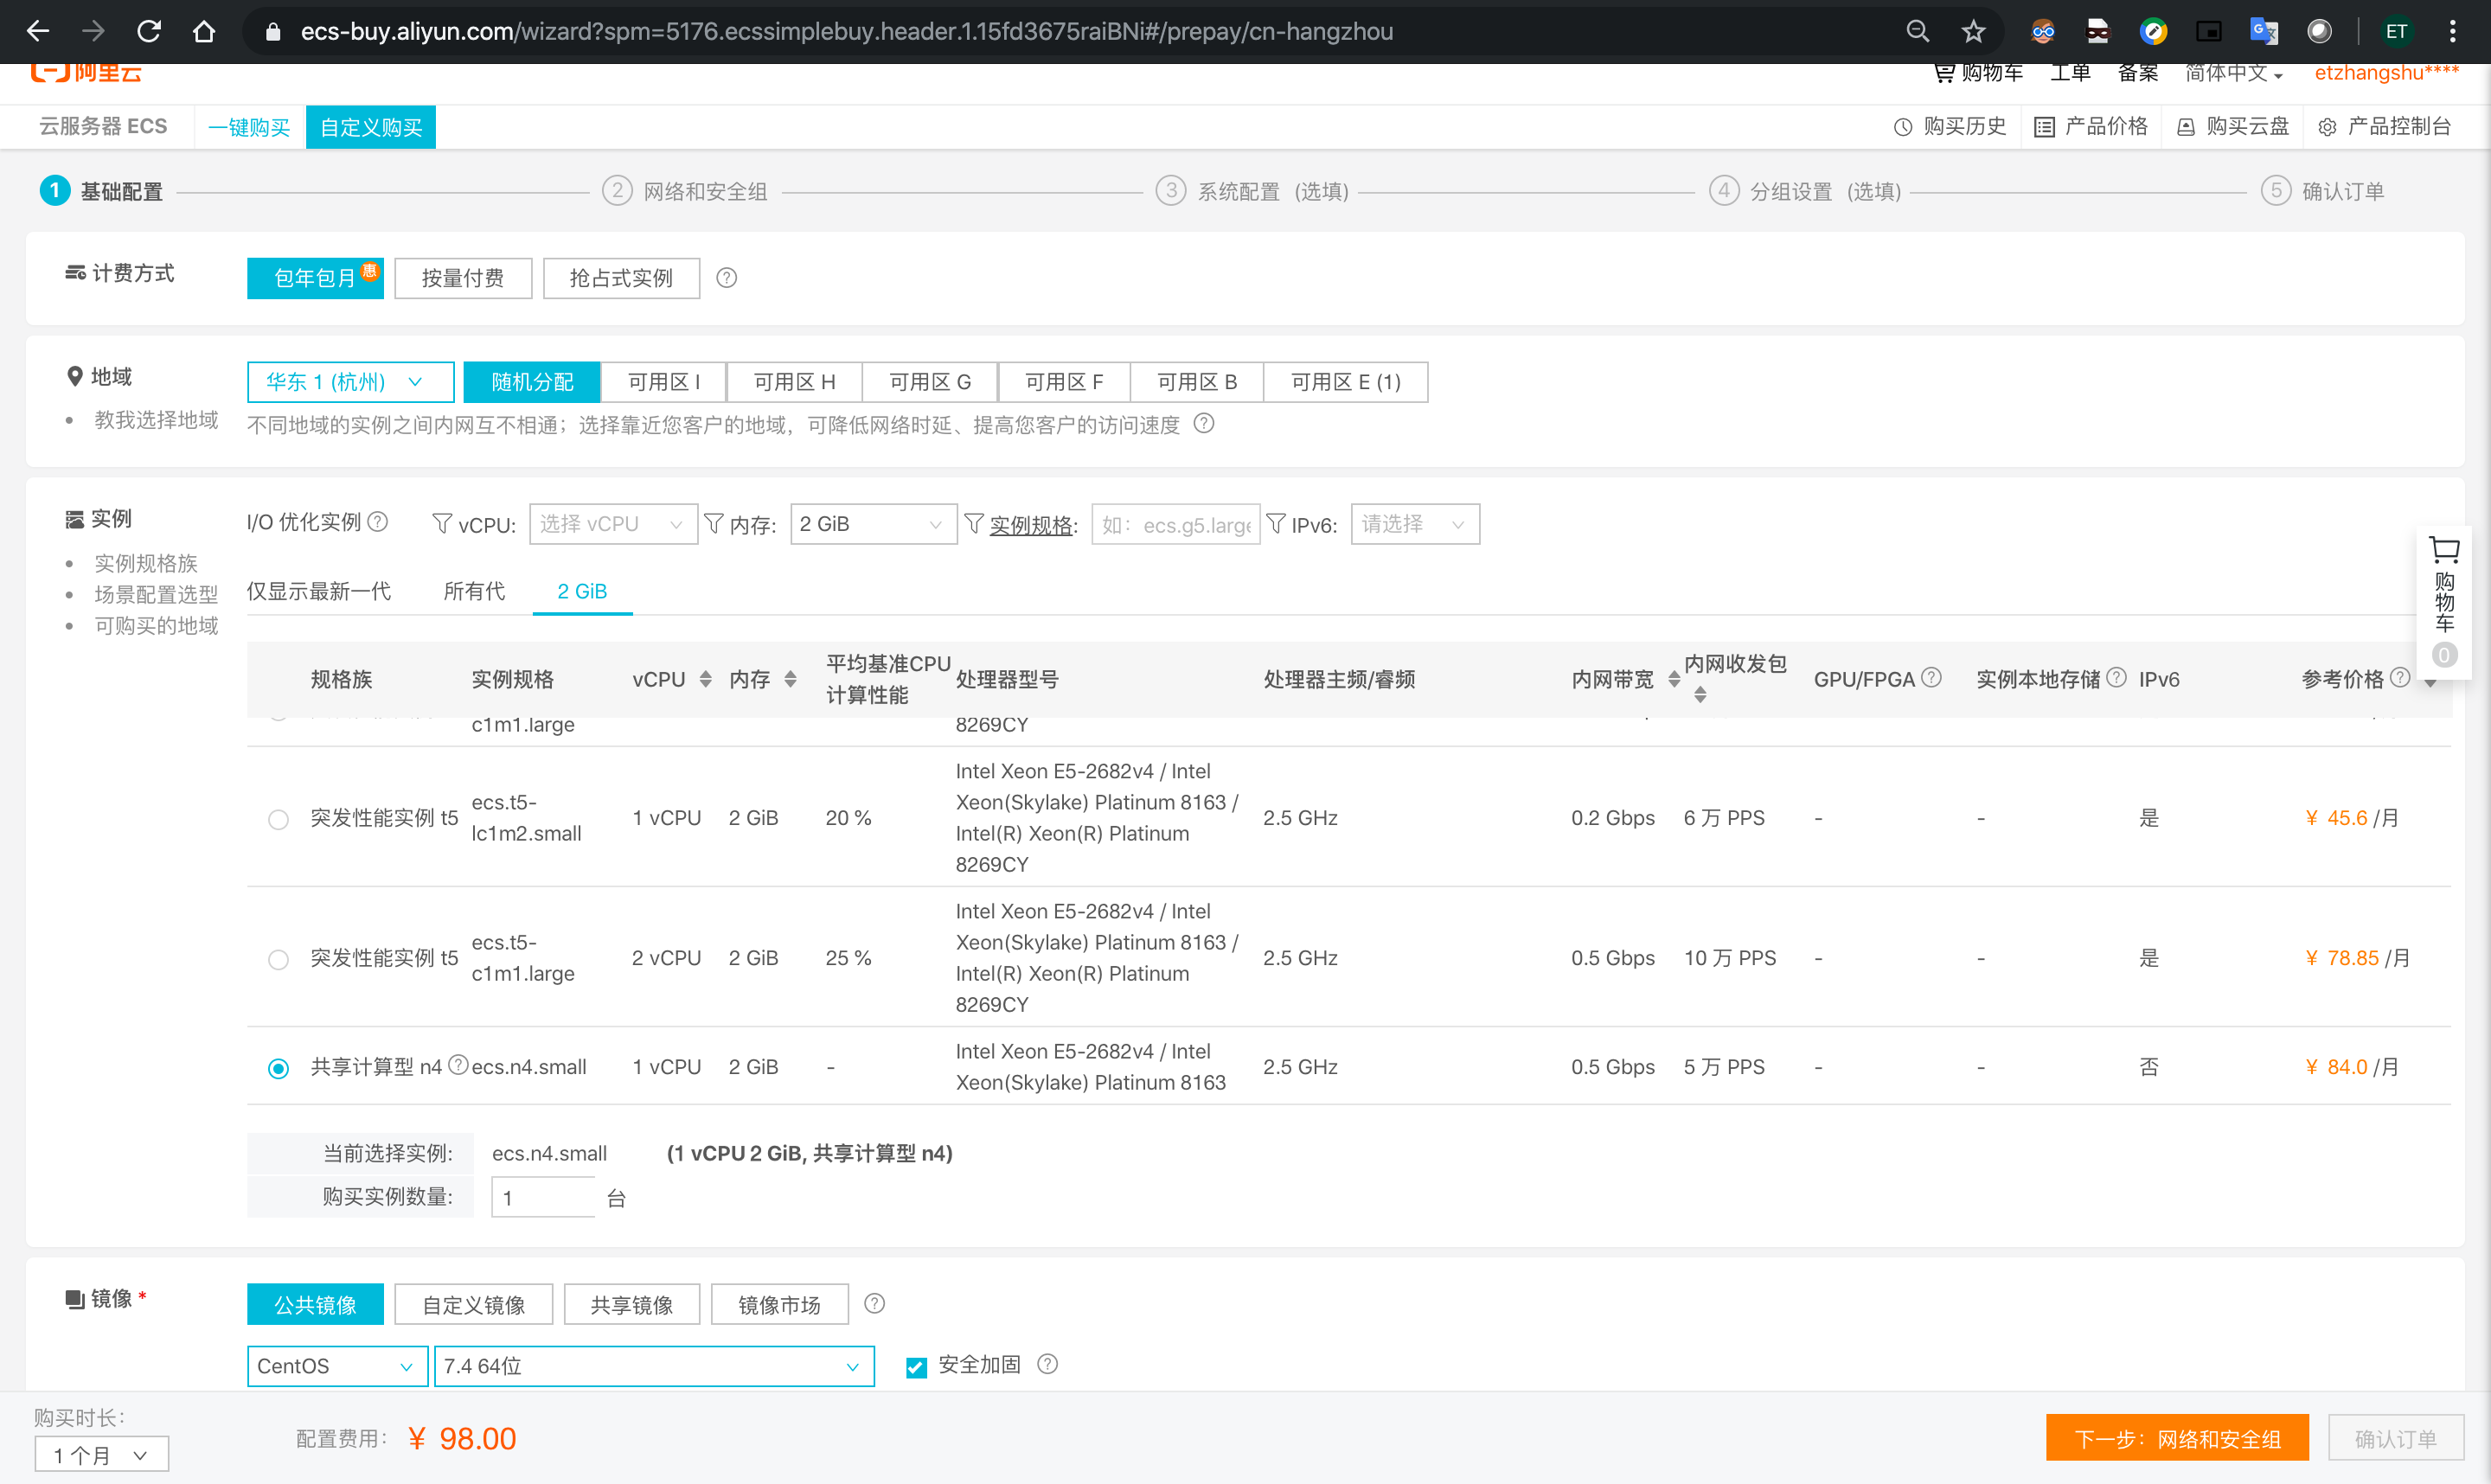 ecs-buy.aliyun.com/wizard?spm=5176.ecssimplebuy.header.1.15fd3675raiBNi#/prepay/cn-hangzhou
ET
阿里云
购物车 工单 备案 简体中文 etzhangshu****
云服务器 ECS 一键购买 自定义购买 购买历史 产品价格 购买云盘 产品控制台
1 基础配置 2 网络和安全组 3 系统配置 (选填) 4 分组设置 (选填) 5 确认订单
计费方式 包年包月 惠 按量付费 抢占式实例
地域 华东 1 (杭州) 随机分配 可用区 I 可用区 H 可用区 G 可用区 F 可用区 B 可用区 E (1)
教我选择地域 不同地域的实例之间内网互不相通；选择靠近您客户的地域，可降低网络时延、提高您客户的访问速度
实例 I/O 优化实例 vCPU: 选择 vCPU 内存: 2 GiB 实例规格: 如：ecs.g5.large IPv6: 请选择
实例规格族
场景配置选型
可购买的地域
仅显示最新一代 所有代 2 GiB
购物车
0
规格族 实例规格 vCPU 内存 平均基准CPU计算性能 处理器型号 处理器主频/睿频 内网带宽 内网收发包 GPU/FPGA 实例本地存储 IPv6 参考价格
c1m1.large 8269CY
突发性能实例 t5 ecs.t5-lc1m2.small 1 vCPU 2 GiB 20 % Intel Xeon E5-2682v4 / Intel Xeon(Skylake) Platinum 8163 / Intel(R) Xeon(R) Platinum 8269CY 2.5 GHz 0.2 Gbps 6 万 PPS - - 是 ¥ 45.6 /月
突发性能实例 t5 ecs.t5-c1m1.large 2 vCPU 2 GiB 25 % Intel Xeon E5-2682v4 / Intel Xeon(Skylake) Platinum 8163 / Intel(R) Xeon(R) Platinum 8269CY 2.5 GHz 0.5 Gbps 10 万 PPS - - 是 ¥ 78.85 /月
共享计算型 n4 ecs.n4.small 1 vCPU 2 GiB - Intel Xeon E5-2682v4 / Intel Xeon(Skylake) Platinum 8163 2.5 GHz 0.5 Gbps 5 万 PPS - - 否 ¥ 84.0 /月
当前选择实例: ecs.n4.small (1 vCPU 2 GiB, 共享计算型 n4)
购买实例数量: 1 台
镜像 * 公共镜像 自定义镜像 共享镜像 镜像市场
CentOS 7.4 64位 安全加固
购买时长：
1 个月
配置费用： ¥ 98.00
下一步：网络和安全组 确认订单